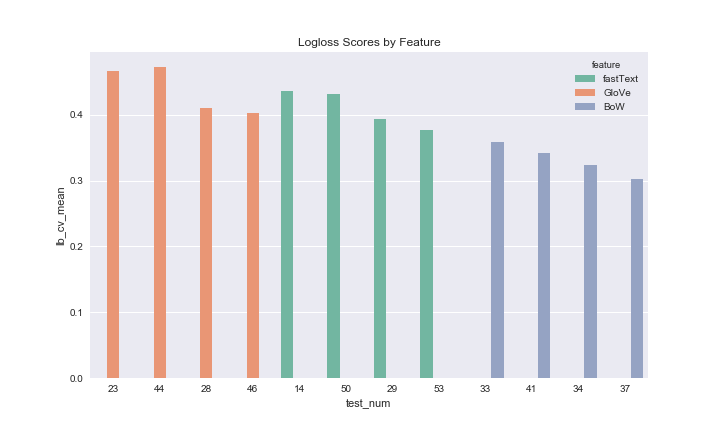 Logloss Scores by Feature
feature
fastText
GloVe
BoW
lb_cv_mean
0.4
0.3
0.2
0.1
0.0
23 44 28 46 14 50 29 53 33 41 34 37
test_num